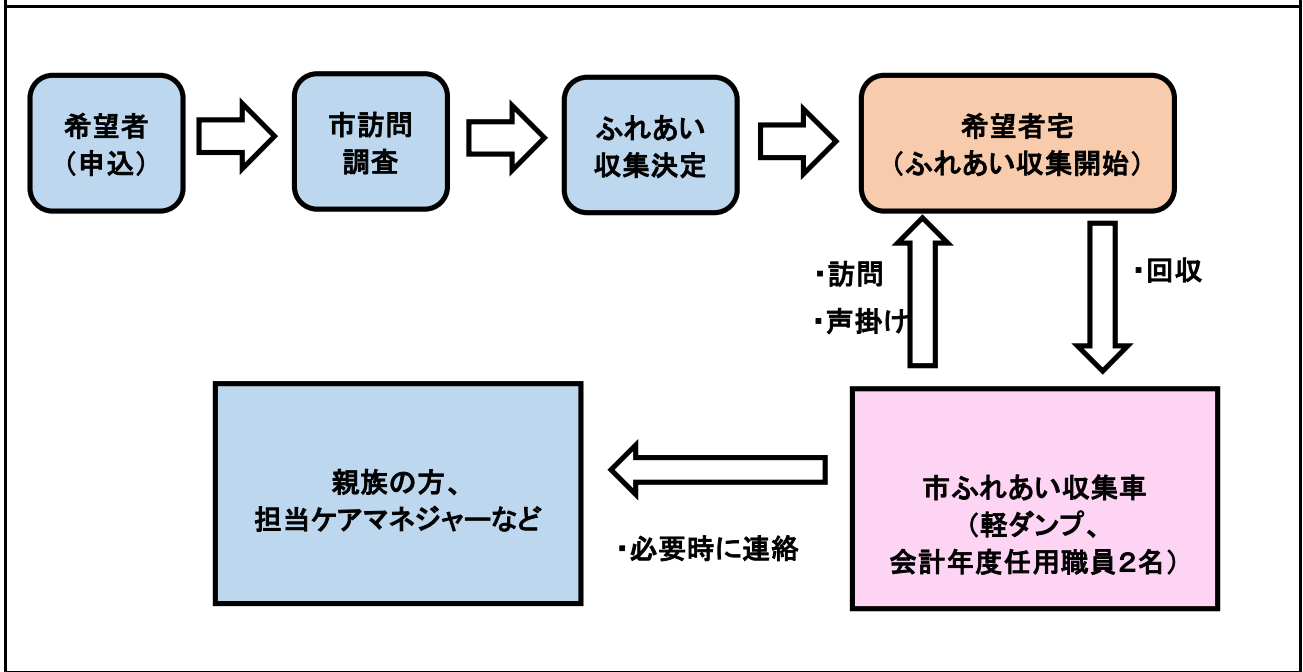 希望者
（申込）
市訪問
調査
ふれあい
収集決定
希望者宅
（ふれあい収集開始）
・訪問
・声掛け
・回収
親族の方、
担当ケアマネジャーなど
・必要時に連絡
市ふれあい収集車
（軽ダンプ、
会計年度任用職員２名）